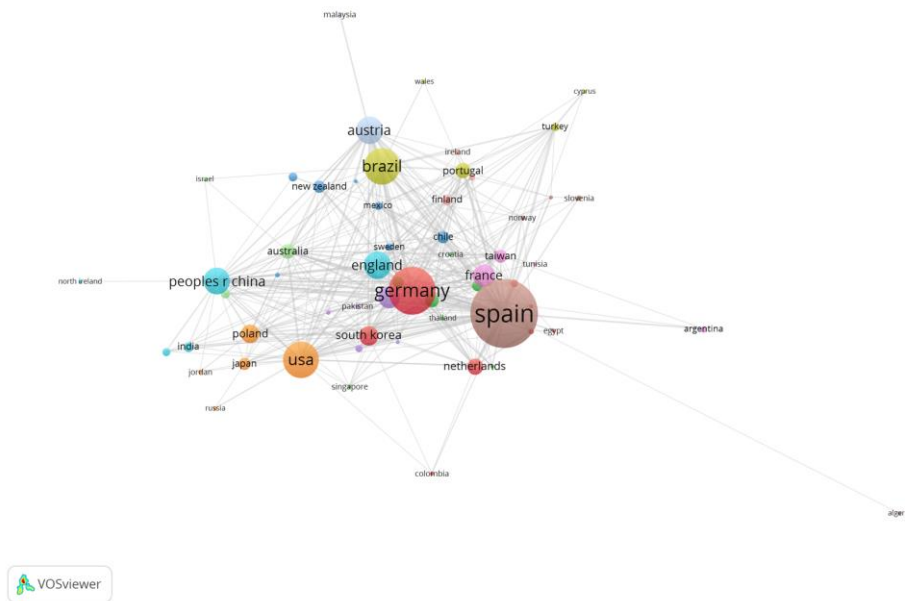 malaysia
wales
cyprus
austria
turkey
ireland
brazil
portugal
israel
new zealand
finland
slovenia
mexico
norway
chile
sweden
australia
croatia
taiwan
england
tunisia
france
north ireland
peoples r china
germany
pakistan
spain
thailand
egypt
argentina
poland
south korea
india
usa
japan
netherlands
jordan
singapore
russia
colombia
alger
VOSviewer